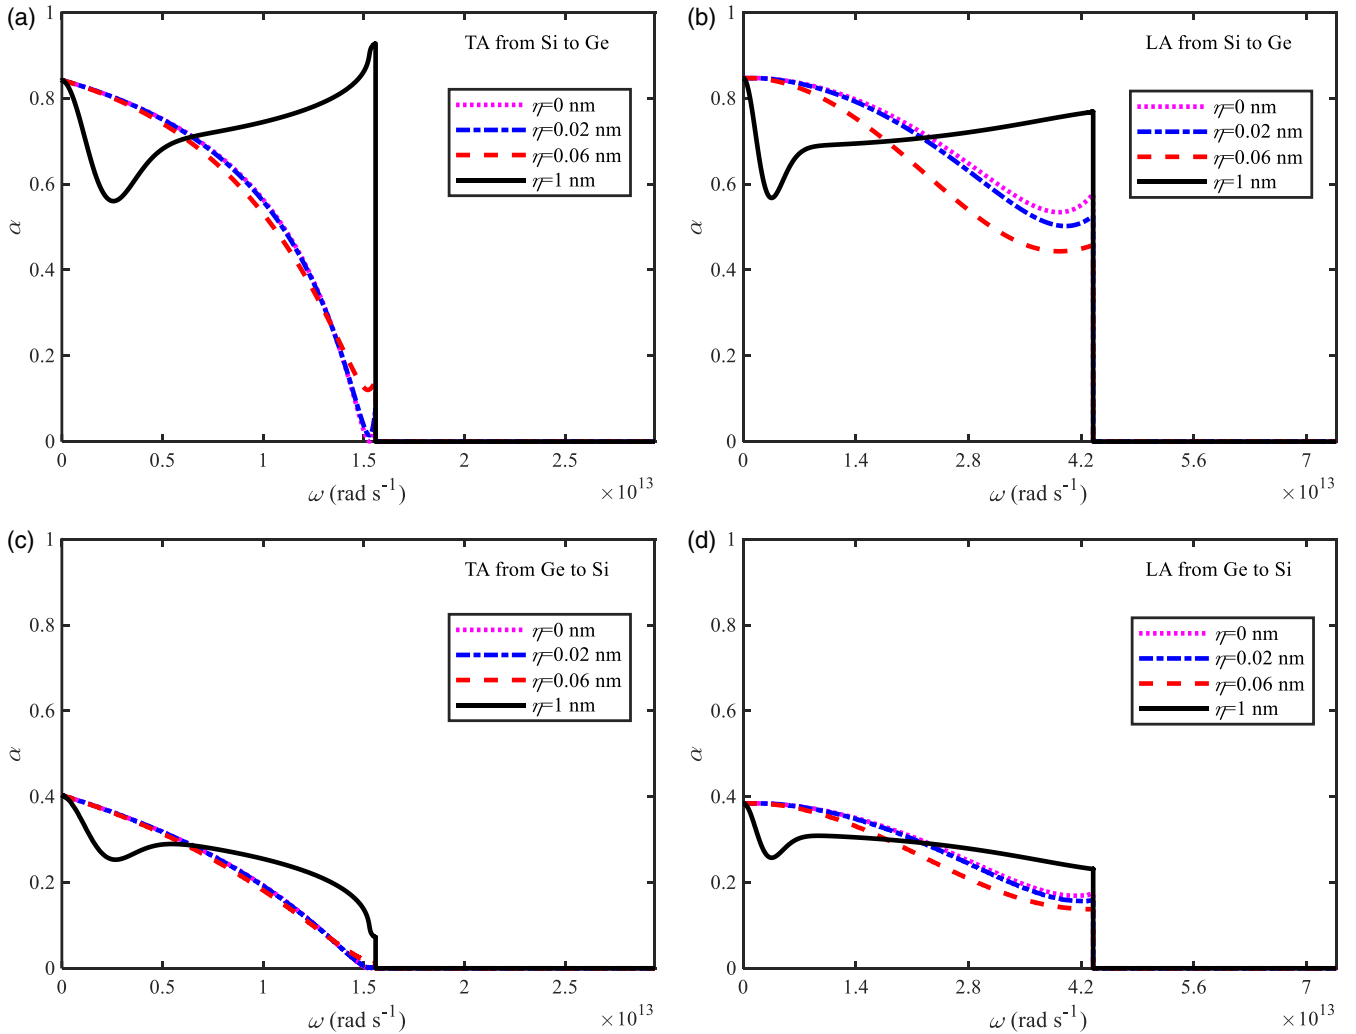 (a)
TA from Si to Ge
η=0 nm
η=0.02 nm
η=0.06 nm
η=1 nm
1
0.8
0.6
0.4
0.2
0
α
0 0.5 1 1.5 2 2.5
ω (rad s⁻¹)
×10¹³
(b)
LA from Si to Ge
η=0 nm
η=0.02 nm
η=0.06 nm
η=1 nm
1
0.8
0.6
0.4
0.2
0
α
0 1.4 2.8 4.2 5.6 7
ω (rad s⁻¹)
×10¹³
(c)
TA from Ge to Si
η=0 nm
η=0.02 nm
η=0.06 nm
η=1 nm
1
0.8
0.6
0.4
0.2
0
α
0 0.5 1 1.5 2 2.5
ω (rad s⁻¹)
×10¹³
(d)
LA from Ge to Si
η=0 nm
η=0.02 nm
η=0.06 nm
η=1 nm
1
0.8
0.6
0.4
0.2
0
α
0 1.4 2.8 4.2 5.6 7
ω (rad s⁻¹)
×10¹³